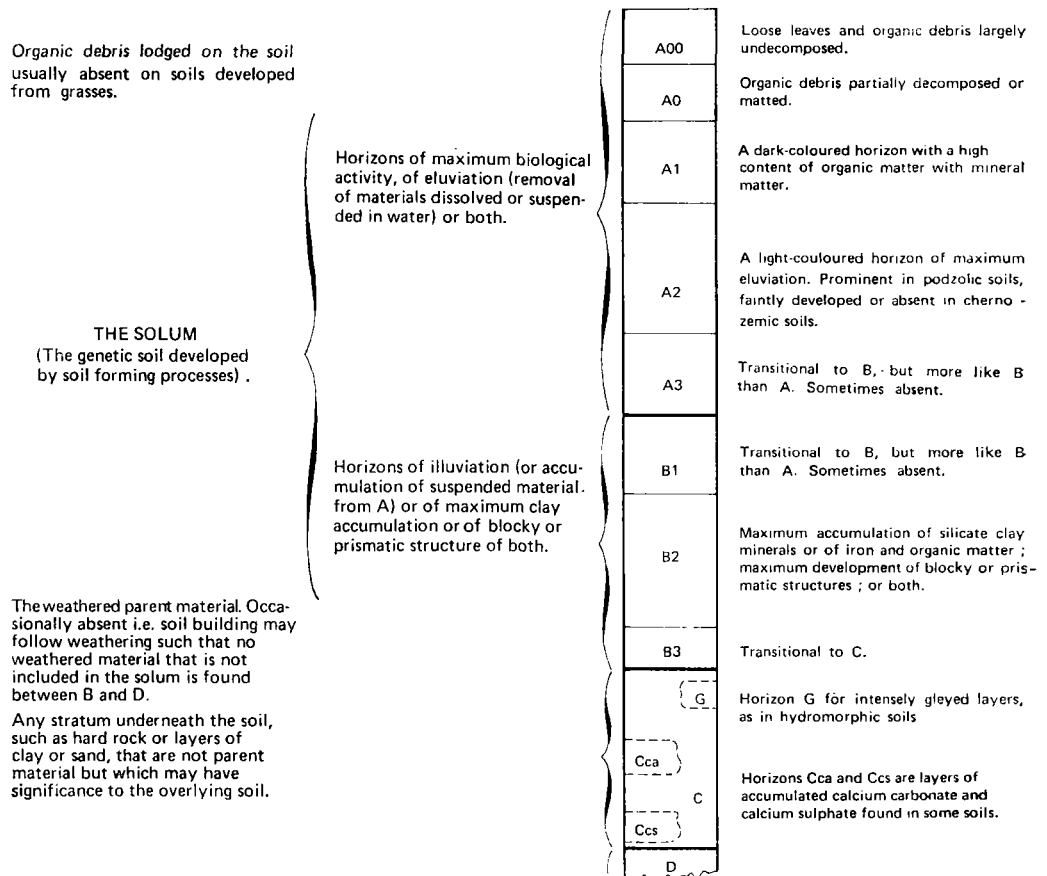 Organic debris lodged on the soil
usually absent on soils developed
from grasses.
THE SOLUM
(The genetic soil developed
by soil forming processes) .
The weathered parent material. Occa-
sionally absent i.e. soil building may
follow weathering such that no
weathered material that is not
included in the solum is found
between B and D.
Any stratum underneath the soil,
such as hard rock or layers of
clay or sand, that are not parent
material but which may have
significance to the overlying soil.
Horizons of maximum biological
activity, of eluviation (removal
of materials dissolved or suspen-
ded in water) or both.
Horizons of illuviation (or accu-
mulation of suspended material.
from A) or of maximum clay
accumulation or of blocky or
prismatic structure of both.
A00
Loose leaves and organic debris largely
undecomposed.
A0
Organic debris partially decomposed or
matted.
A1
A dark-coloured horizon with a high
content of organic matter with mineral
matter.
A2
A light-couloured horizon of maximum
eluviation. Prominent in podzolic soils,
faintly developed or absent in cherno -
zemic soils.
A3
Transitional to B, but more like B
than A. Sometimes absent.
B1
Transitional to B, but more like B
than A. Sometimes absent.
B2
Maximum accumulation of silicate clay
minerals or of iron and organic matter ;
maximum development of blocky or pris-
matic structures ; or both.
B3
Transitional to C.
G
Horizon G for intensely gleyed layers,
as in hydromorphic soils
Cca
C
Ccs
Horizons Cca and Ccs are layers of
accumulated calcium carbonate and
calcium sulphate found in some soils.
D